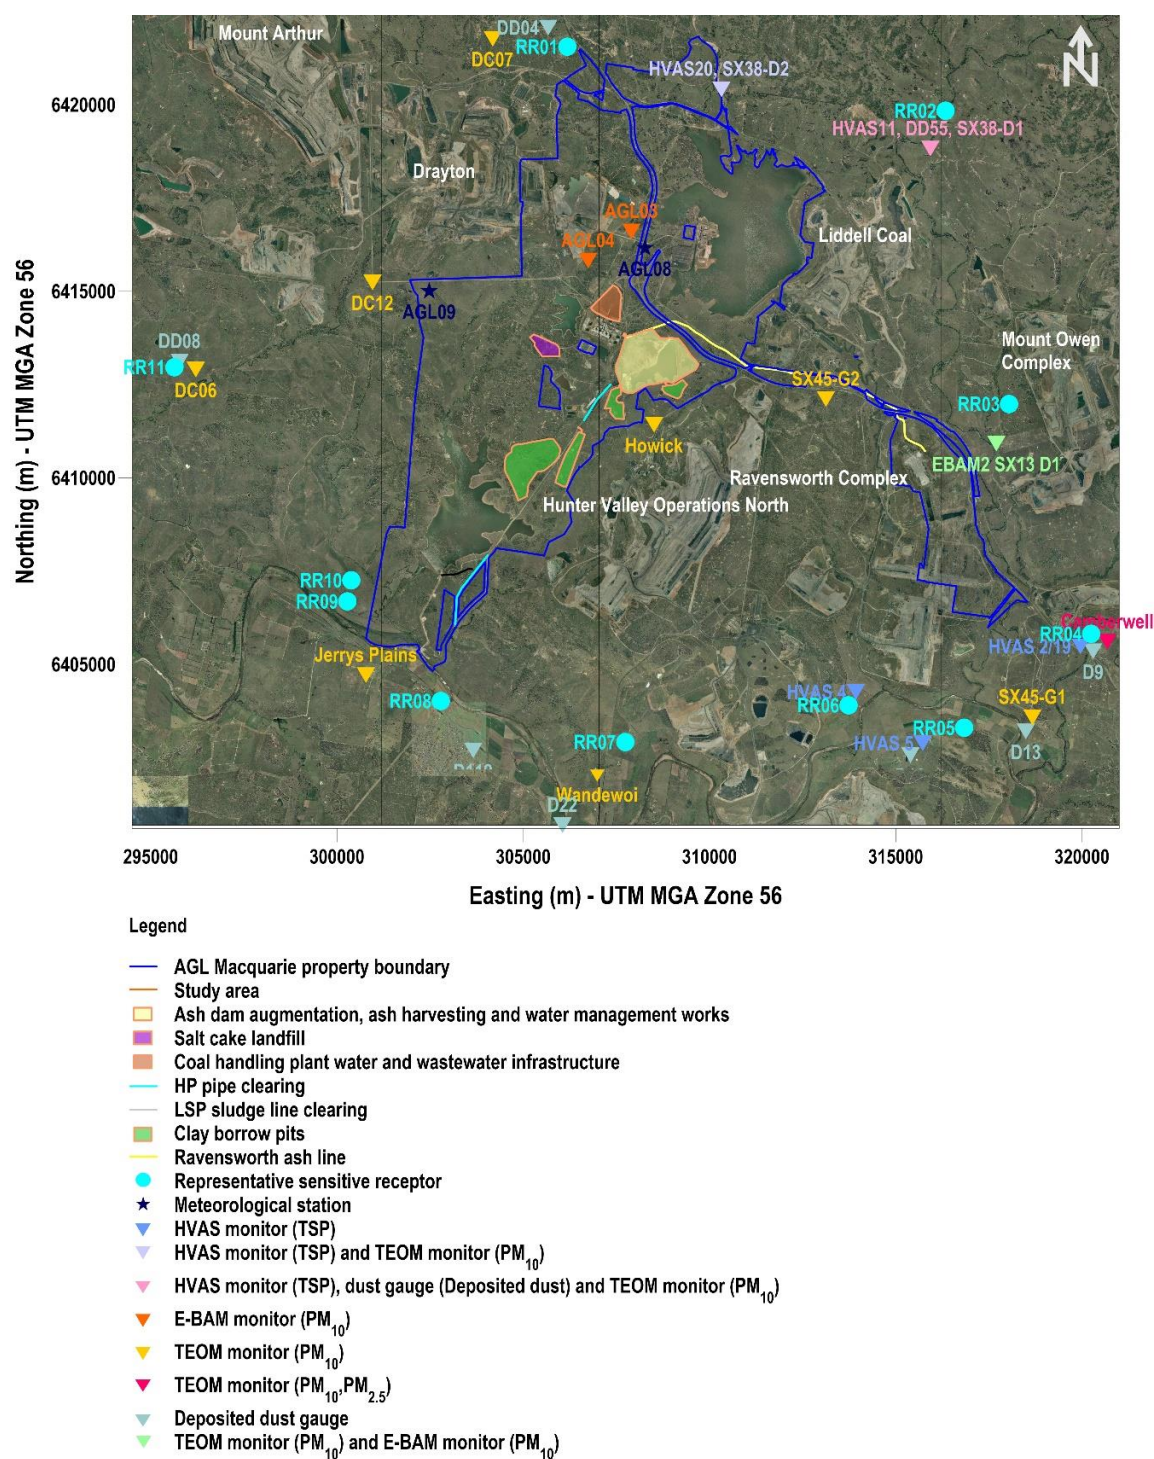 Mount Arthur
DD04
RR01
DC07
N
HVAS20, SX38-D2
6420000
RR02
HVAS11, DD55, SX38-D1
Drayton
AGL03
Liddell Coal
AGL04
AGL08
6415000
DC12
AGL09
Mount Owen
Complex
DD08
RR11
DC06
SX45-G2
RR03
Howick
EBAM2 SX13 D1
6410000
Ravensworth Complex
Hunter Valley Operations North
RR10
RR09
Camberwell
RR04
HVAS 2/19
6405000
Jerrys Plains
D9
HVAS 4
SX45-G1
RR08
RR06
RR05
RR07
HVAS 5
D13
Wandewoi
D22
Northing (m) - UTM MGA Zone 56
295000 300000 305000 310000 315000 320000
Easting (m) - UTM MGA Zone 56
Legend
AGL Macquarie property boundary
Study area
Ash dam augmentation, ash harvesting and water management works
Salt cake landfill
Coal handling plant water and wastewater infrastructure
HP pipe clearing
LSP sludge line clearing
Clay borrow pits
Ravensworth ash line
Representative sensitive receptor
Meteorological station
HVAS monitor (TSP)
HVAS monitor (TSP) and TEOM monitor (PM10)
HVAS monitor (TSP), dust gauge (Deposited dust) and TEOM monitor (PM10)
E-BAM monitor (PM10)
TEOM monitor (PM10)
TEOM monitor (PM10,PM2.5)
Deposited dust gauge
TEOM monitor (PM10) and E-BAM monitor (PM10)